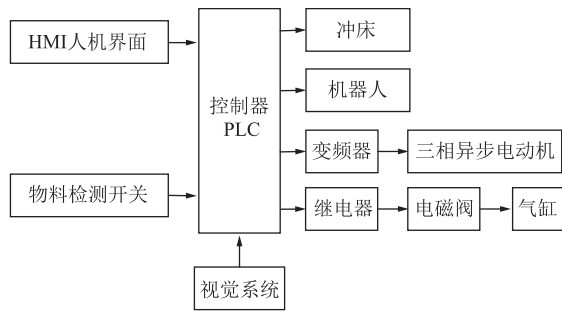 HMI人机界面
物料检测开关
控制器
PLC
视觉系统
冲床
机器人
变频器
三相异步电动机
继电器
电磁阀
气缸